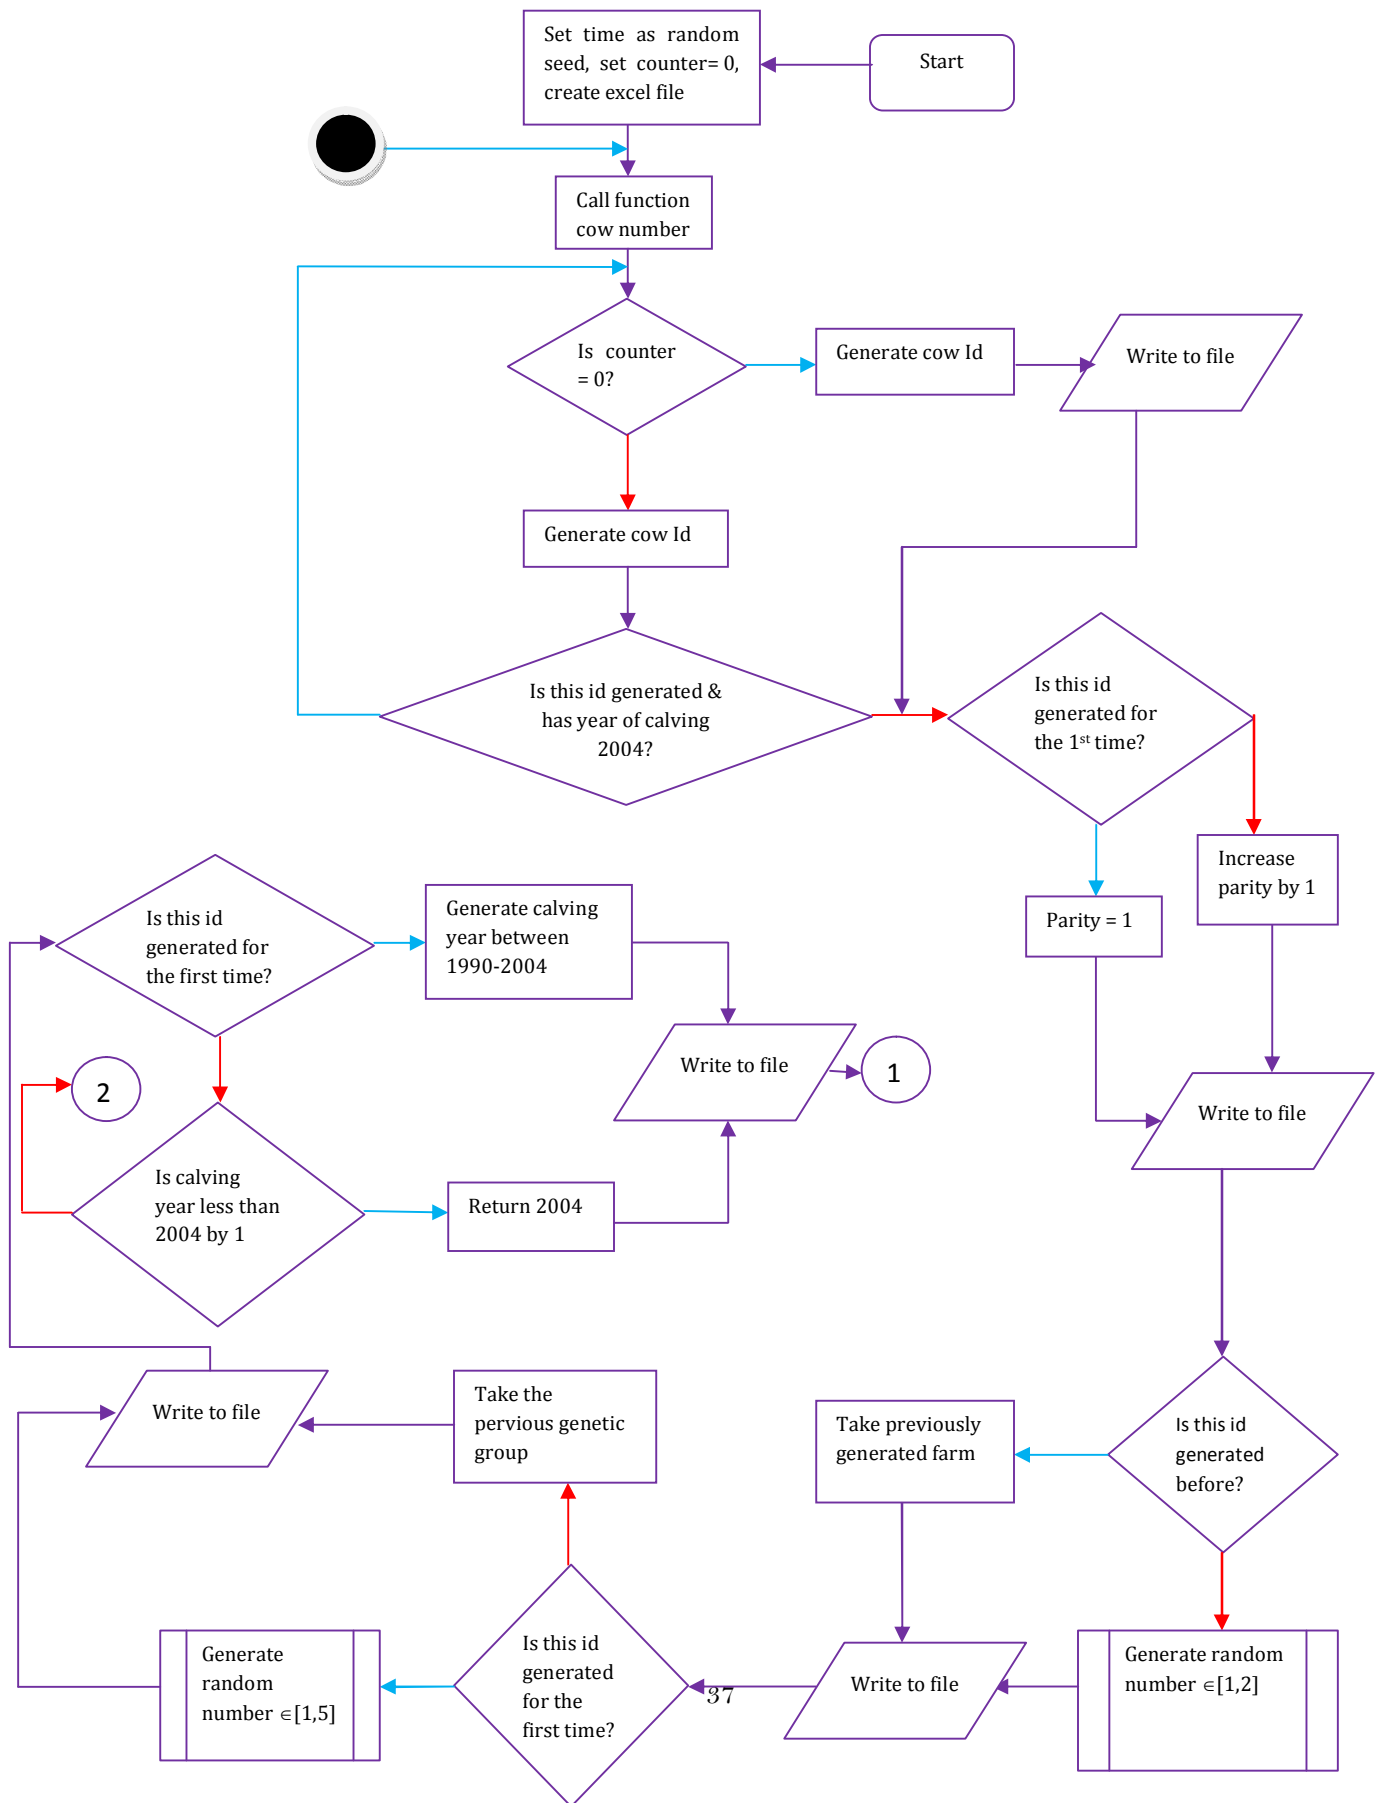 Start
Set time as random
seed, set counter= 0,
create excel file
Call function
cow number
Is counter
= 0?
Generate cow Id
Write to file
Generate cow Id
Is this id generated &
has year of calving
2004?
Is this id
generated for
the 1st time?
Increase
parity by 1
Parity = 1
Write to file
Is this id
generated for
the first time?
Generate calving
year between
1990-2004
Write to file
1
2
Is calving
year less than
2004 by 1
Return 2004
Write to file
Take the
pervious genetic
group
Take previously
generated farm
Is this id
generated
before?
Generate
random
number ∈[1,5]
Is this id
generated
for the
first time?
37
Write to file
Generate random
number ∈[1,2]